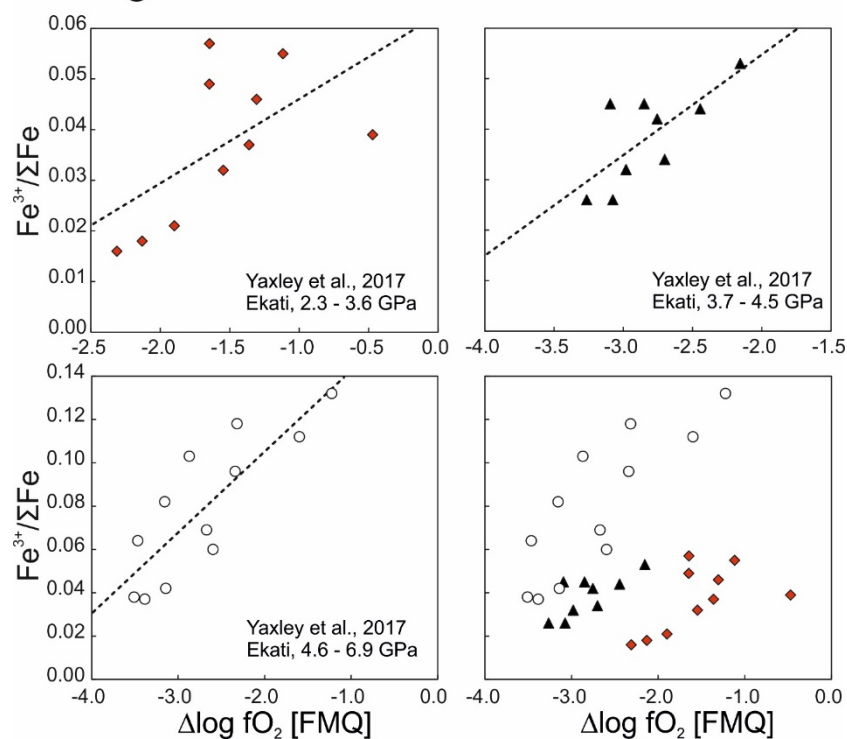 0.06
0.05
0.04
0.03
0.02
0.01
0.00
Fe³⁺/ΣFe
Yaxley et al., 2017
Ekati, 2.3 - 3.6 GPa
-2.5 -2.0 -1.5 -1.0 -0.5 0.0
Yaxley et al., 2017
Ekati, 3.7 - 4.5 GPa
-4.0 -3.5 -3.0 -2.5 -2.0 -1.5
0.14
0.12
0.10
0.08
0.06
0.04
0.02
0.00
Fe³⁺/ΣFe
Yaxley et al., 2017
Ekati, 4.6 - 6.9 GPa
-4.0 -3.0 -2.0 -1.0 0.0
Δlog fO₂ [FMQ]
-4.0 -3.0 -2.0 -1.0 0.0
Δlog fO₂ [FMQ]